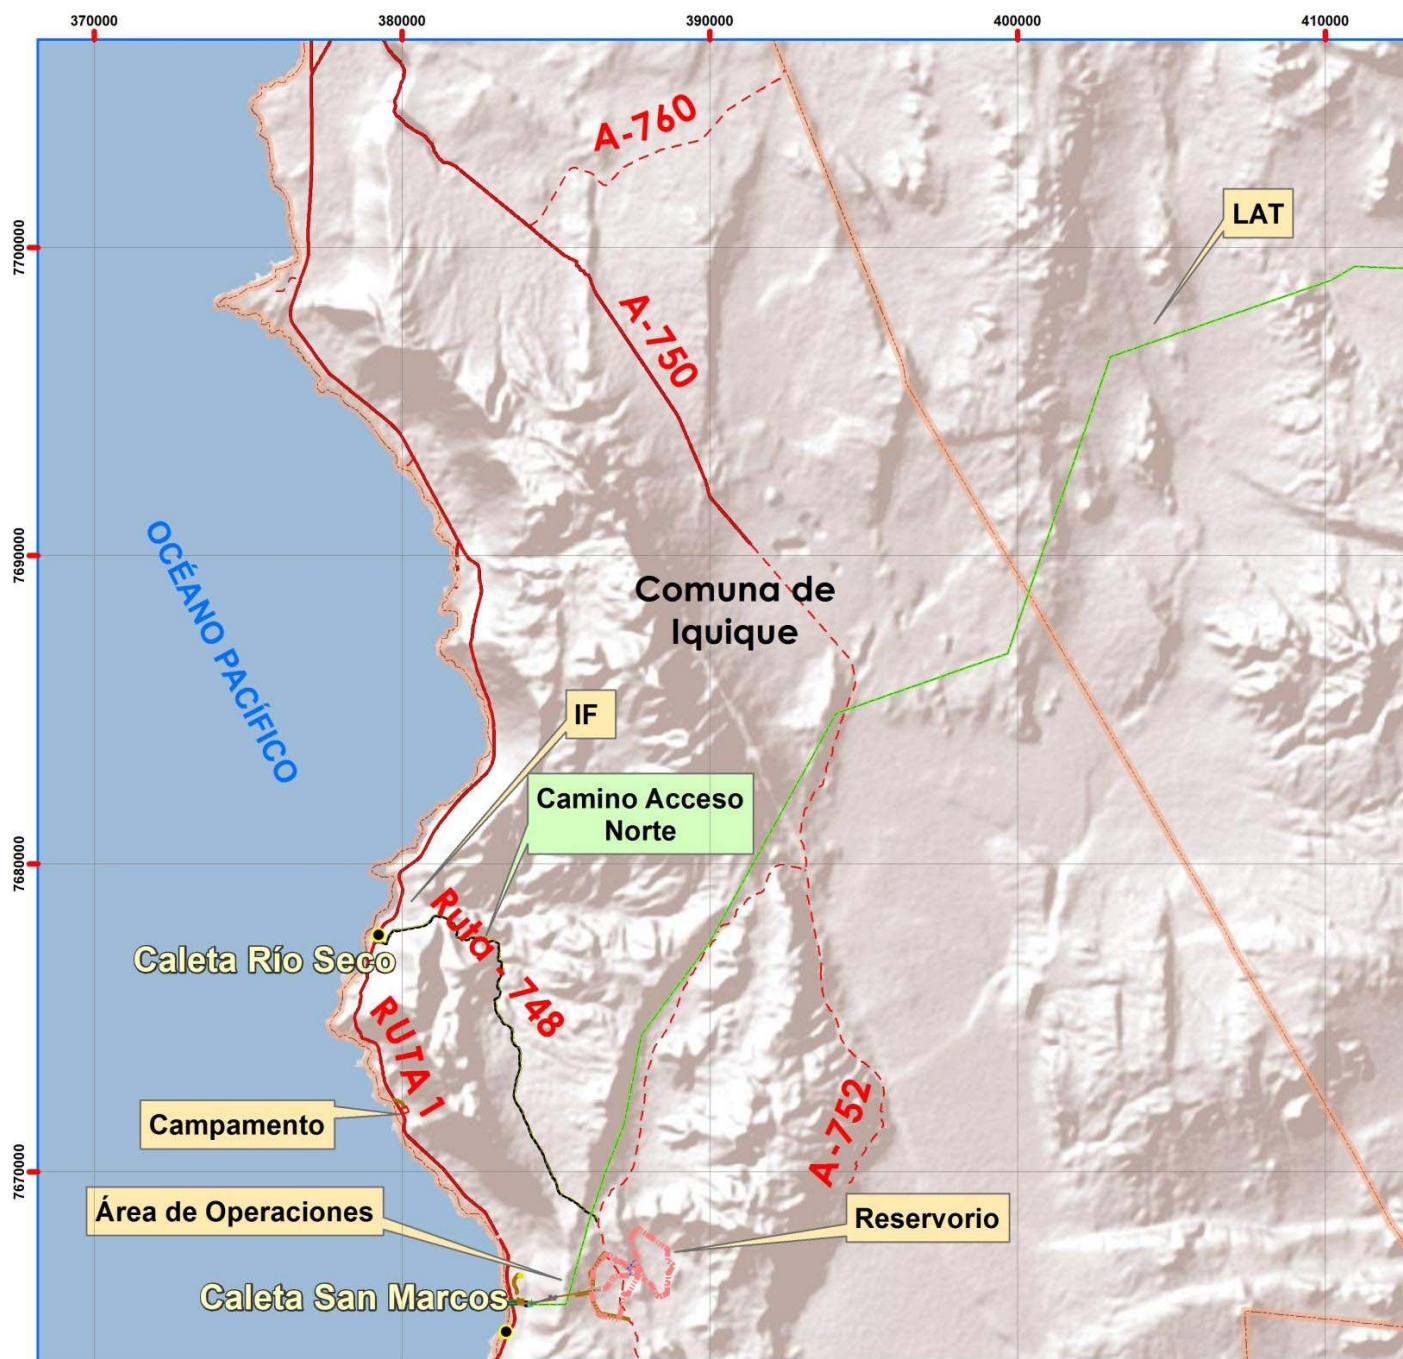 370000
380000
390000
400000
410000
A-760
LAT
7700000
A-750
OCÉANO PACÍFICO
7690000
Comuna de
Iquique
IF
Camino Acceso
Norte
7680000
Ruta - 748
Caleta Río Seco
RUTA 1
Campamento
A-752
7670000
Área de Operaciones
Reservorio
Caleta San Marcos